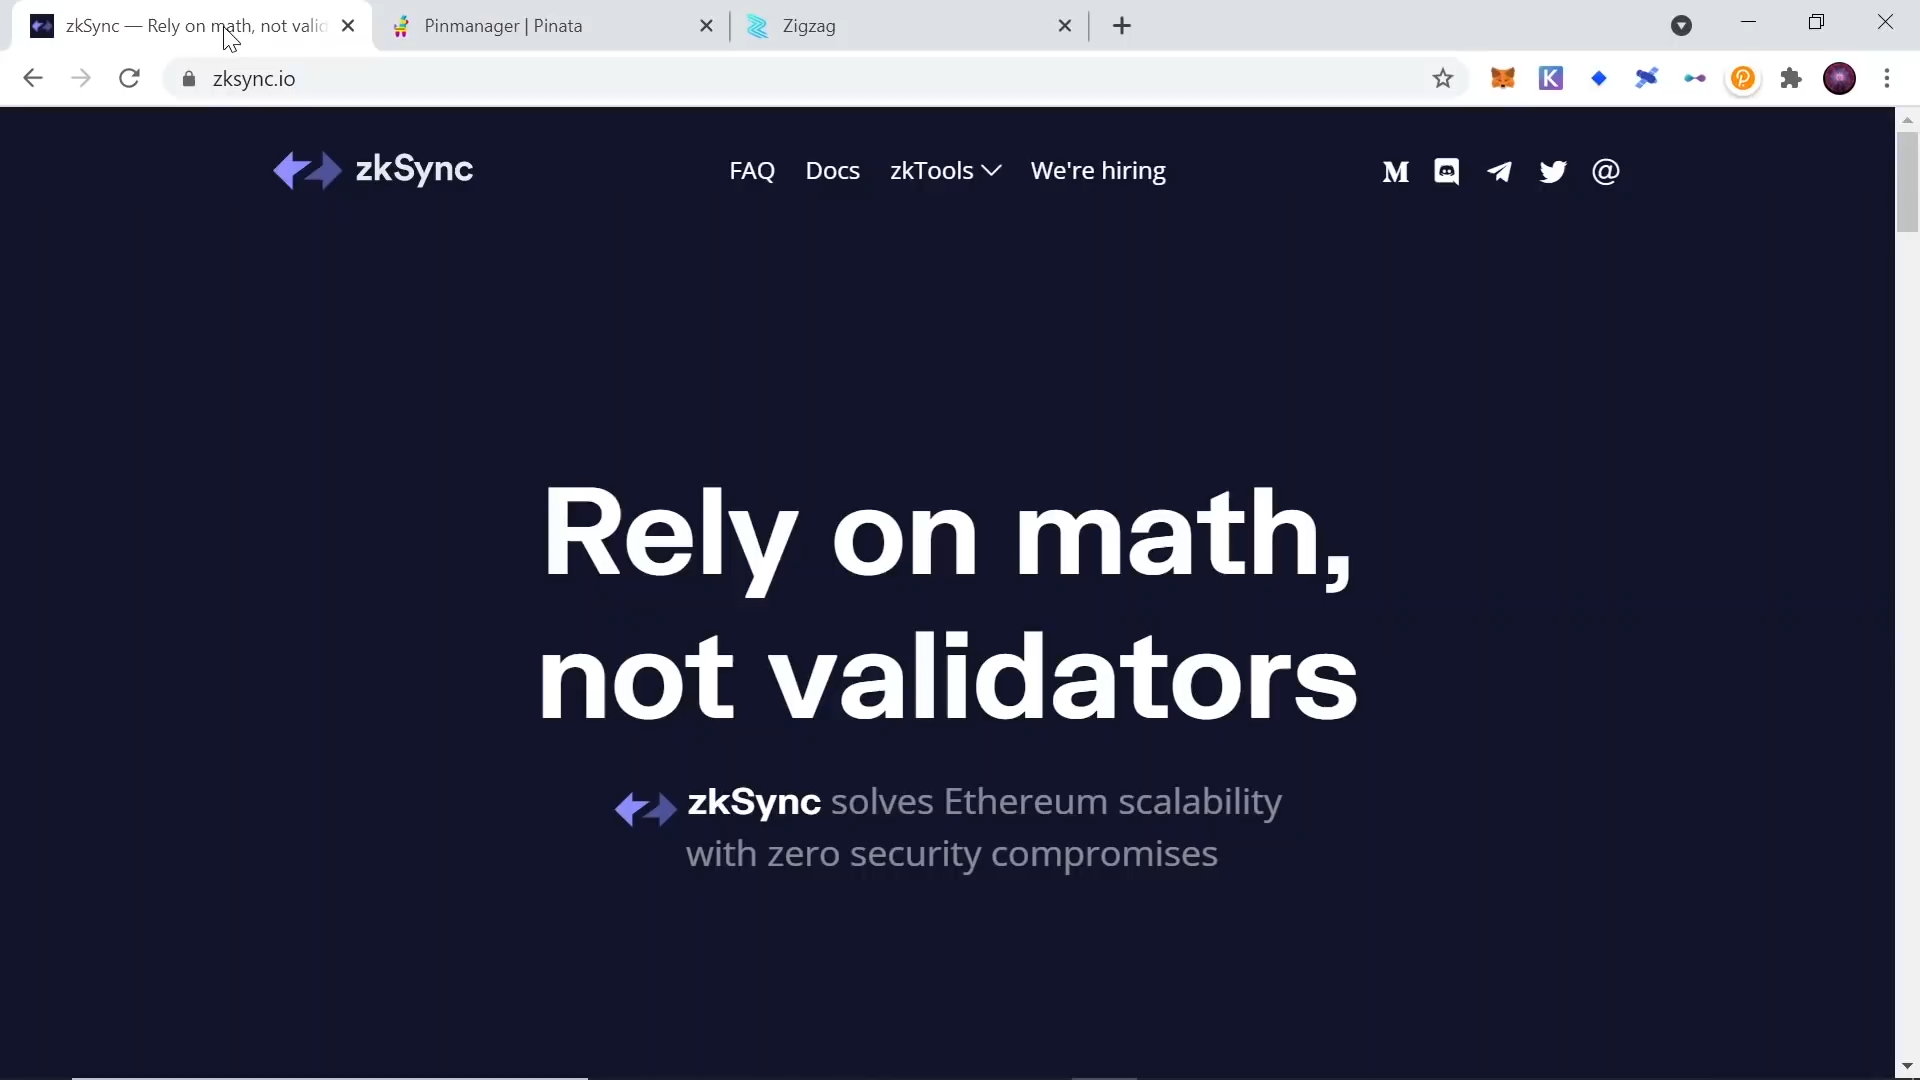 zkSync — Rely on math, not valid
Pinmanager | Pinata
Zigzag
zksync.io
zkSync
FAQ
Docs
zkTools
We're hiring
Rely on math,
not validators
zkSync solves Ethereum scalability
with zero security compromises